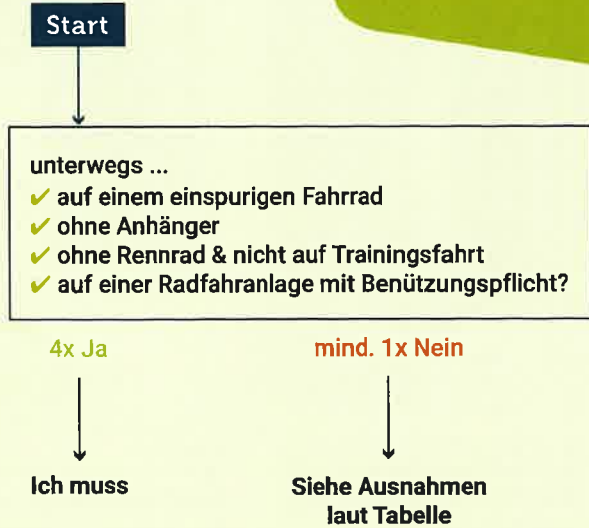 Start
unterwegs ...
✔ auf einem einspurigen Fahrrad
✔ ohne Anhänger
✔ ohne Rennrad & nicht auf Trainingsfahrt
✔ auf einer Radfahranlage mit Benützungspflicht?
4x Ja
mind. 1x Nein
Ich muss
Siehe Ausnahmen
laut Tabelle